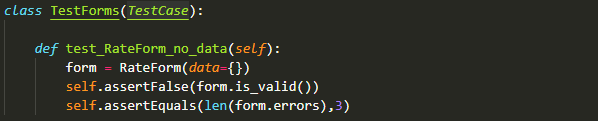 class TestForms(TestCase):
def test_RateForm_no_data(self):
form = RateForm(data={})
self.assertFalse(form.is_valid())
self.assertEquals(len(form.errors),3)